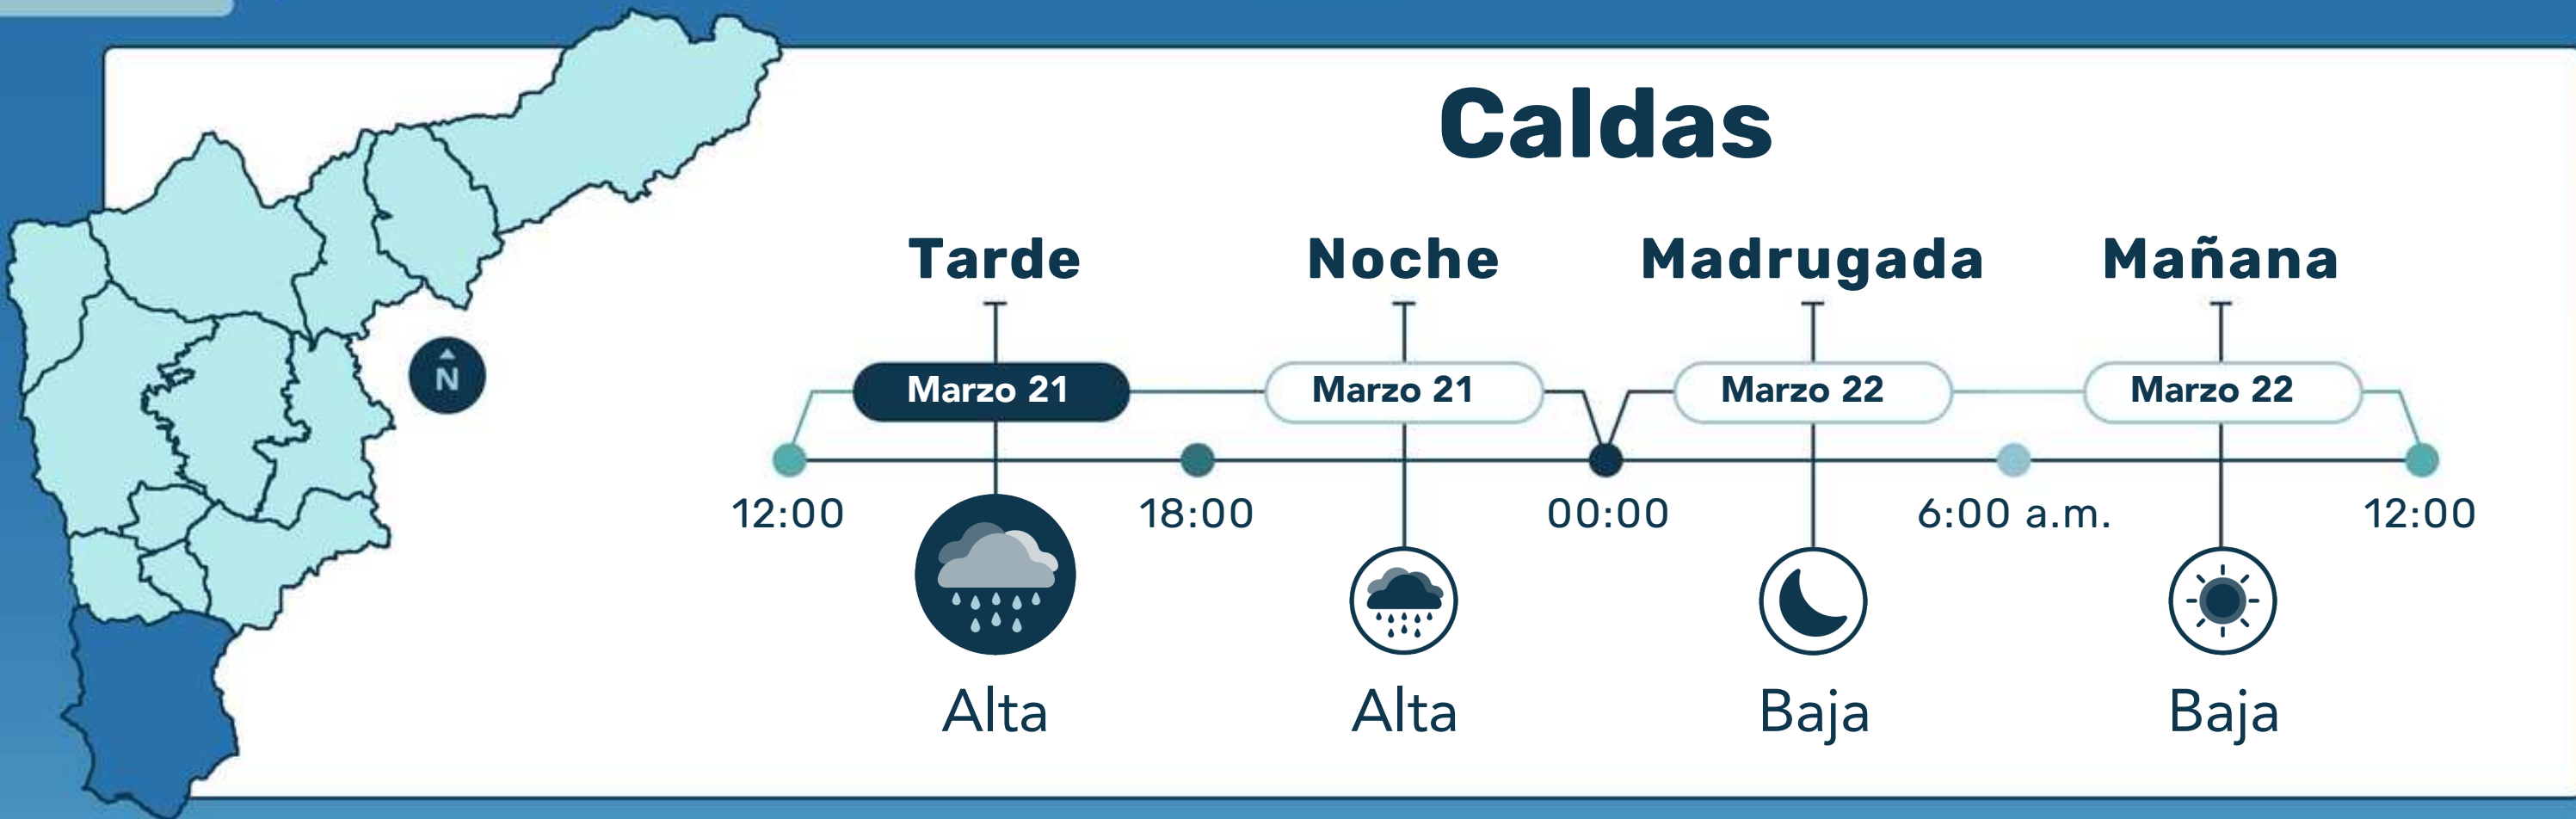 Caldas
Tarde Noche Madrugada Mañana
Marzo 21 Marzo 21 Marzo 22 Marzo 22
N
12:00 18:00 00:00 6:00 a.m. 12:00
Alta Alta Baja Baja